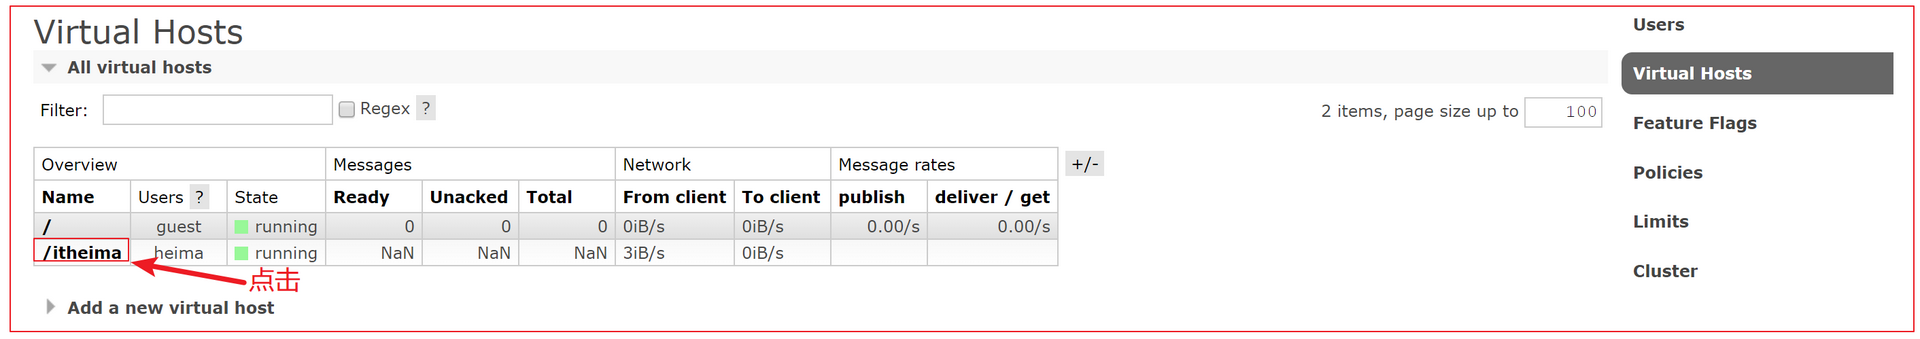 Virtual Hosts
All virtual hosts
Filter: Regex ? 2 items, page size up to 100
Overview Messages Network Message rates +/-
Name Users ? State Ready Unacked Total From client To client publish deliver / get
/ guest running 0 0 0 0iB/s 0iB/s 0.00/s 0.00/s
/itheima heima running NaN NaN NaN 3iB/s 0iB/s
点击
Add a new virtual host
Users
Virtual Hosts
Feature Flags
Policies
Limits
Cluster